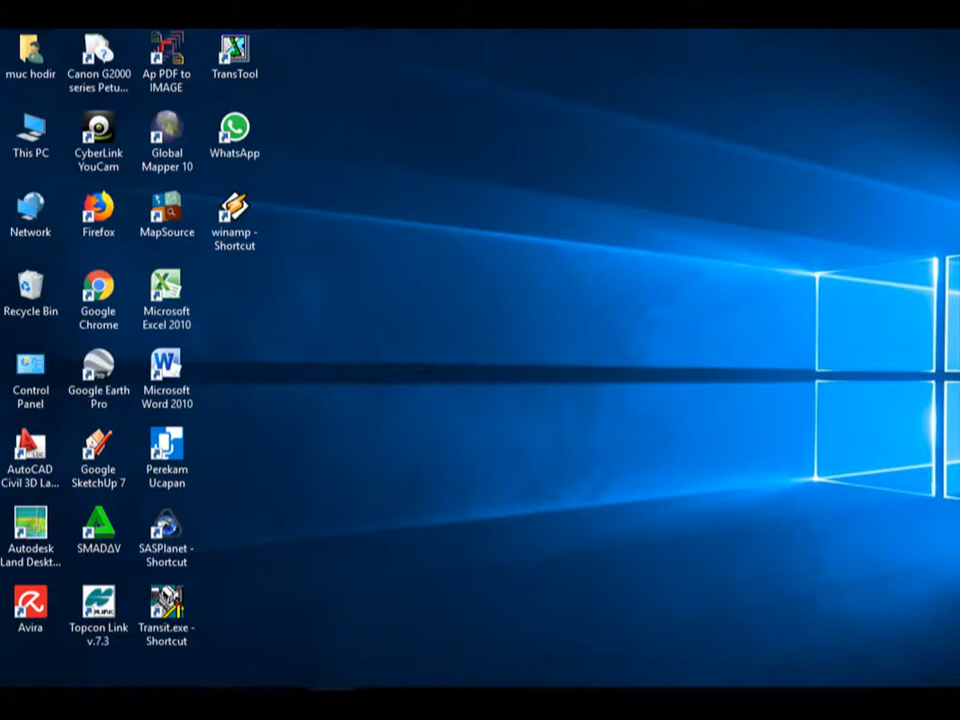 muc hodir
Canon G2000
series Petu...
Ap PDF to
IMAGE
TransTool
This PC
CyberLink
YouCam
Global
Mapper 10
WhatsApp
Network
Firefox
MapSource
winamp -
Shortcut
Recycle Bin
Google
Chrome
Microsoft
Excel 2010
Control
Panel
Google Earth
Pro
Microsoft
Word 2010
AutoCAD
Civil 3D La...
Google
SketchUp 7
Perekam
Ucapan
Autodesk
Land Deskt...
SMADΔV
SASPlanet -
Shortcut
Avira
Topcon Link
v.7.3
Transit.exe -
Shortcut